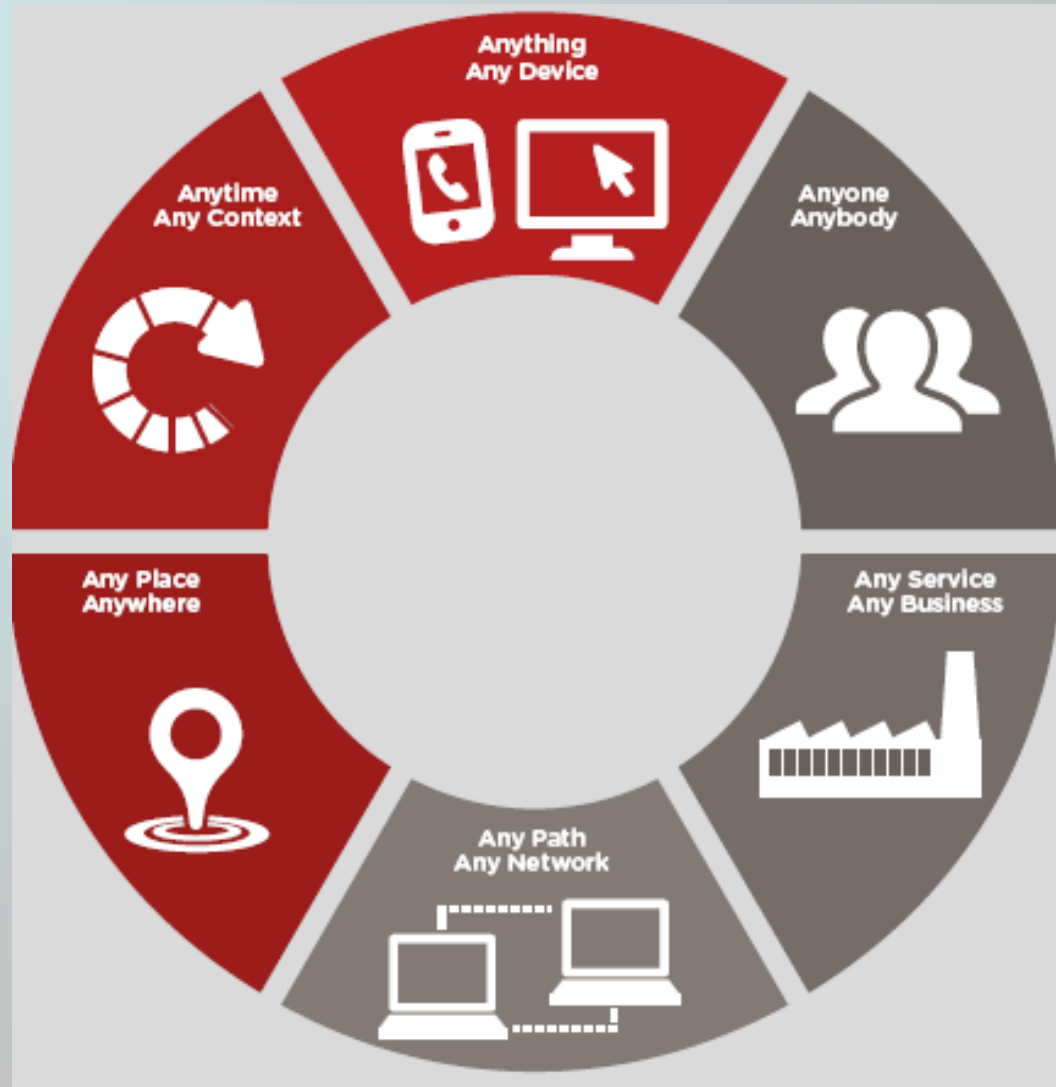 Anything
Any Device
Anyone
Anybody
Any Service
Any Business
Any Path
Any Network
Any Place
Anywhere
Anytime
Any Context